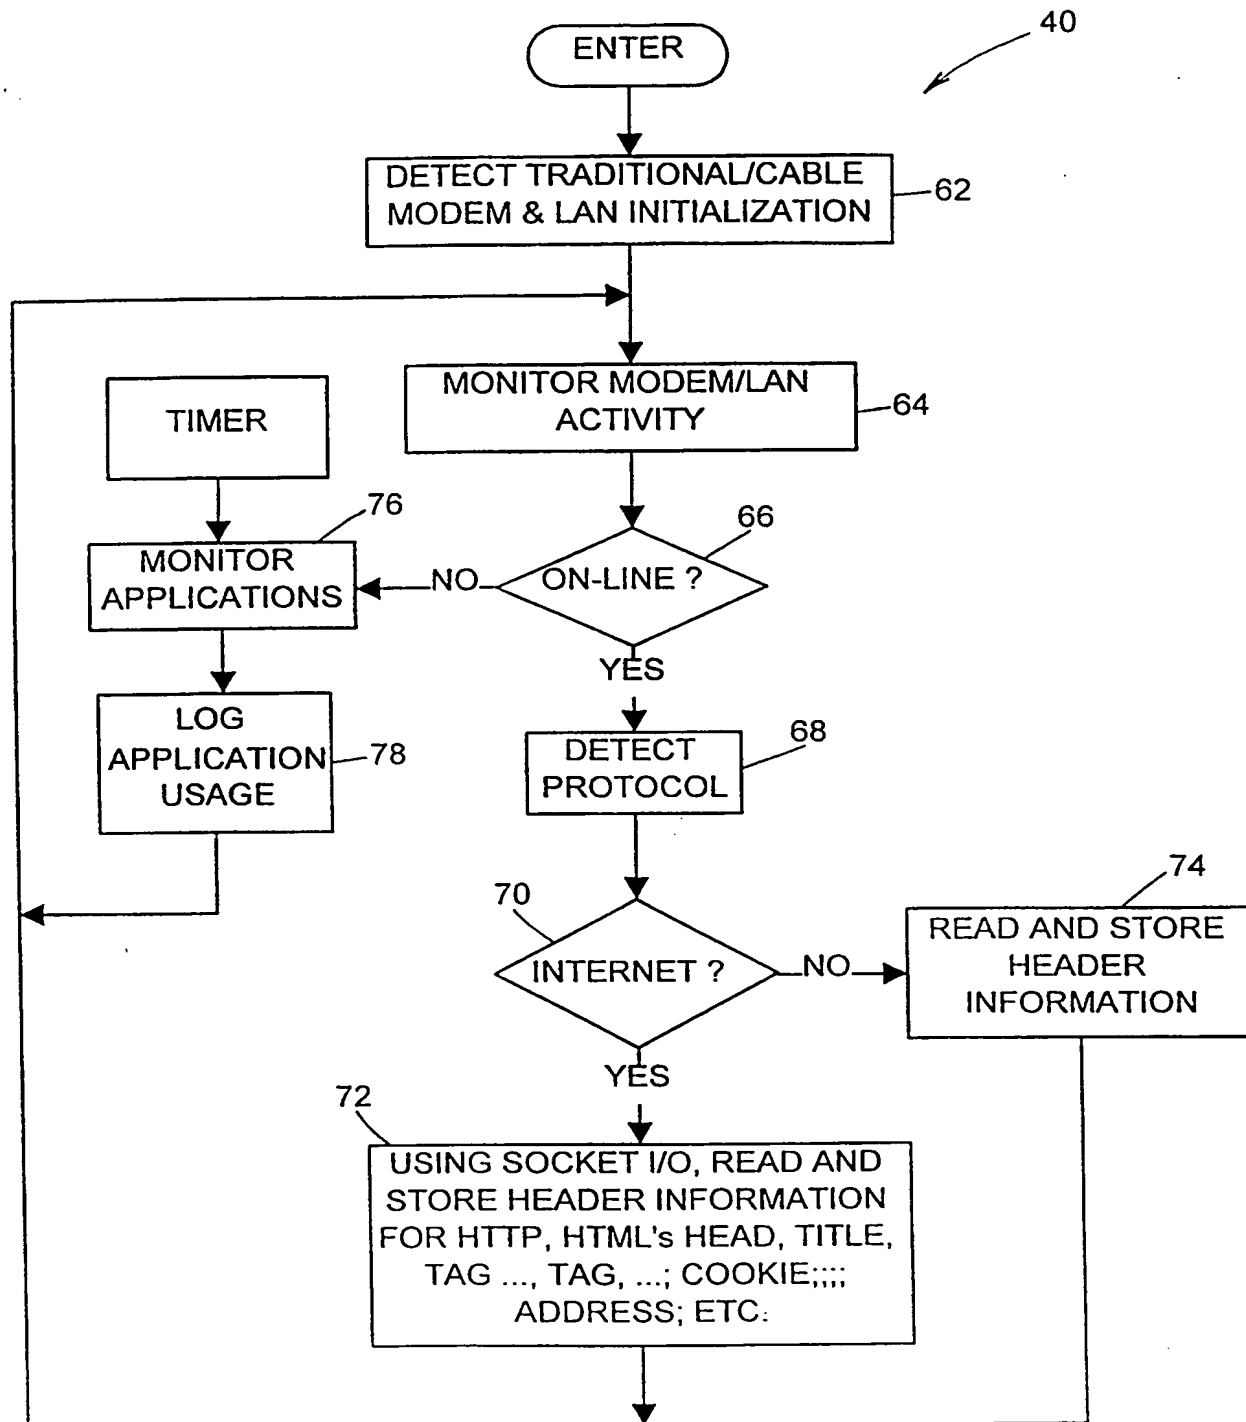 ENTER
40
DETECT TRADITIONAL/CABLE
MODEM & LAN INITIALIZATION
62
MONITOR MODEM/LAN
ACTIVITY
64
TIMER
76
MONITOR
APPLICATIONS
NO
ON-LINE ?
66
YES
LOG
APPLICATION
USAGE
78
DETECT
PROTOCOL
68
70
INTERNET ?
NO
74
READ AND STORE
HEADER
INFORMATION
YES
72
USING SOCKET I/O, READ AND
STORE HEADER INFORMATION
FOR HTTP, HTML's HEAD, TITLE,
TAG ..., TAG, ...; COOKIE;;;;
ADDRESS; ETC.